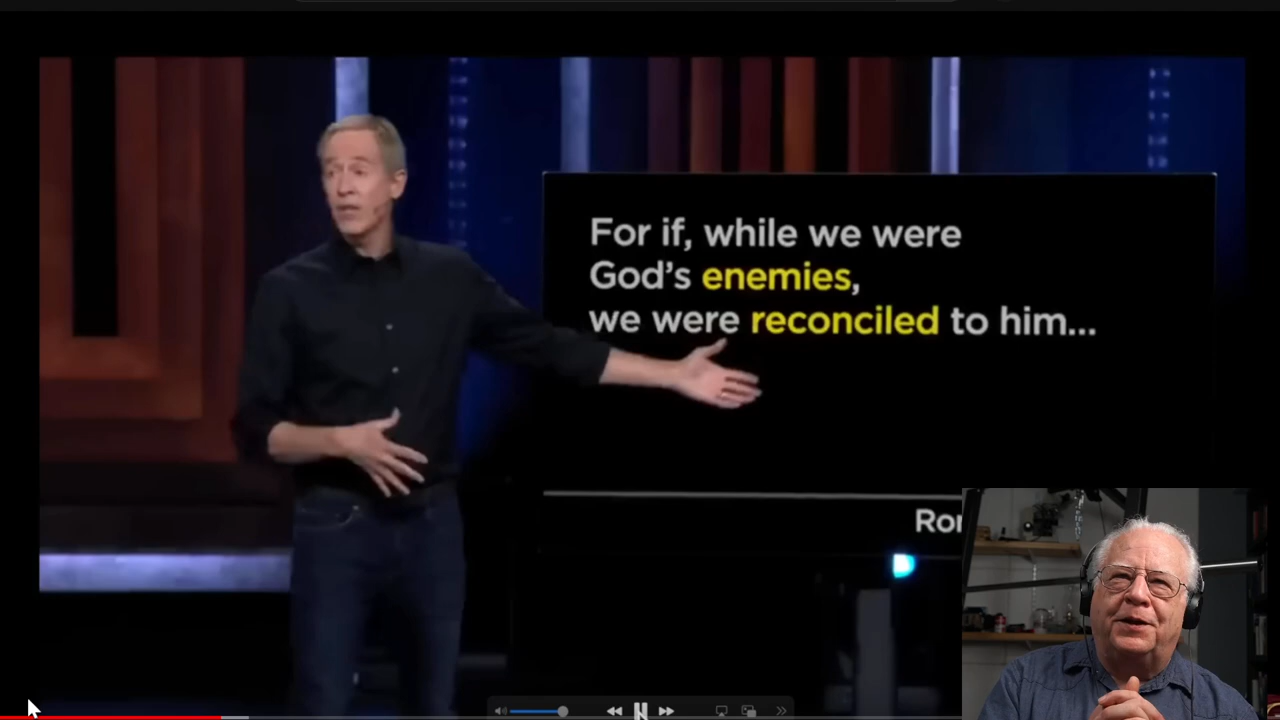 For if, while we were
God's enemies,
we were reconciled to him...